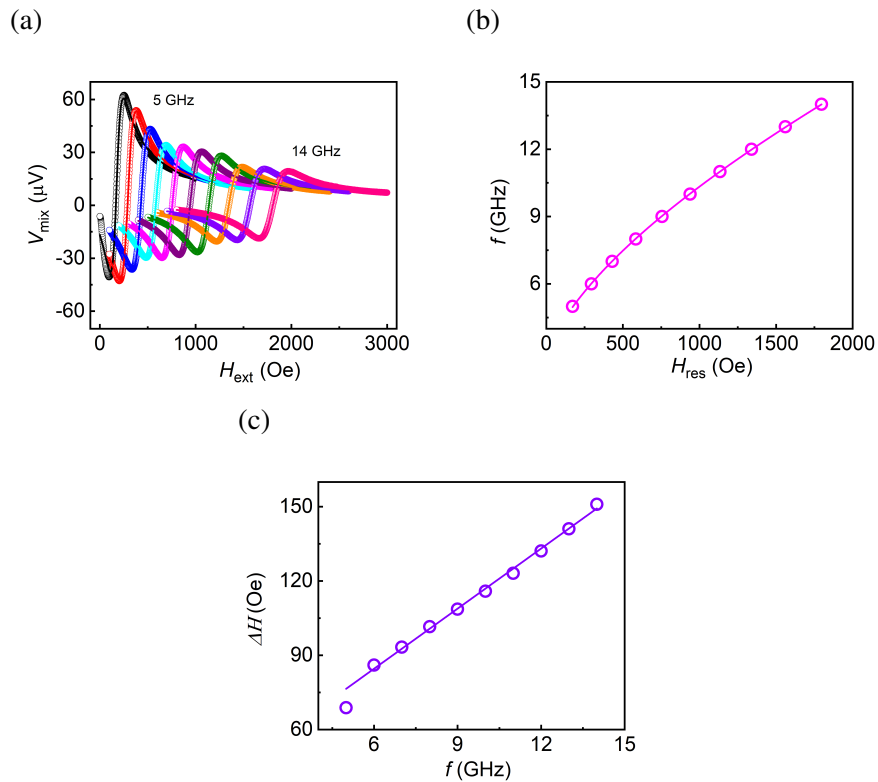 (a)
60
30
0
-30
-60
V_mix (μV)
5 GHz
14 GHz
0
1000
2000
3000
H_ext (Oe)
(b)
15
12
9
6
f (GHz)
0
500
1000
1500
2000
H_res (Oe)
(c)
150
120
90
60
ΔH (Oe)
6
9
12
15
f (GHz)